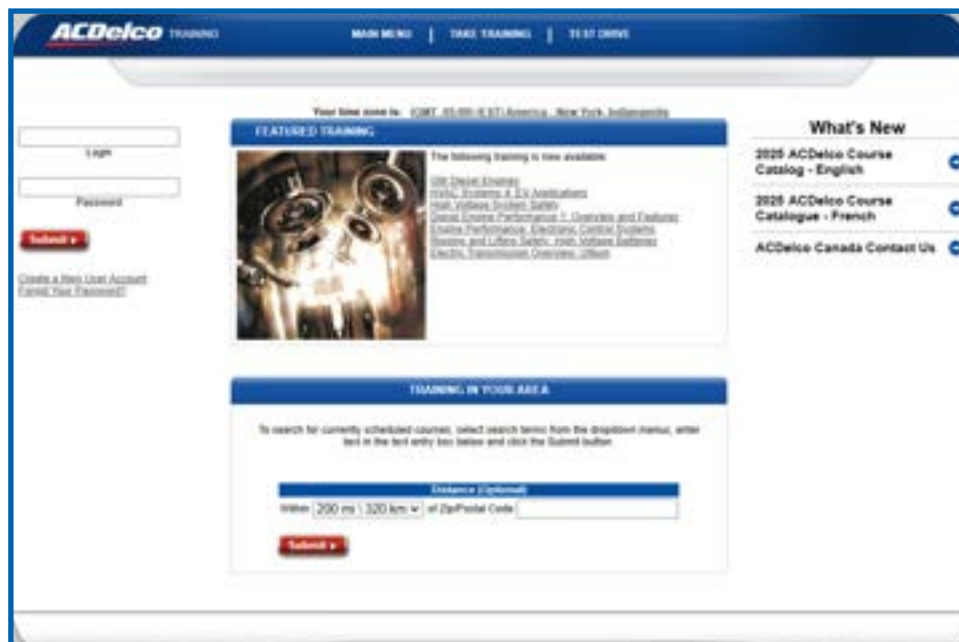 ACDelco TRAINING
MAIN MENU | TAKE TRAINING | TEST DRIVE
Your time zone is: (GMT -05:00) (EST) America - New York, Indianapolis
Login
Password
Submit
Create a New User Account
Forgot Your Password?
FEATURED TRAINING
The following training is now available:
GM Diesel Engines
HVAC Systems 4: EV Applications
High Voltage System Safety
Diesel Engine Performance 1: Overview and Features
Engine Performance: Electronic Control Systems
Rigging and Lifting Safety: High Voltage Batteries
Electric Transmission Overview: Ultium
What's New
2025 ACDelco Course
Catalog - English
2025 ACDelco Course
Catalogue - French
ACDelco Canada Contact Us
TRAINING IN YOUR AREA
To search for currently scheduled courses, select search terms from the dropdown menus, enter
text in the text entry box below and click the Submit button
Distance (Optional)
Within 200 mi \ 320 km of Zip/Postal Code
Submit